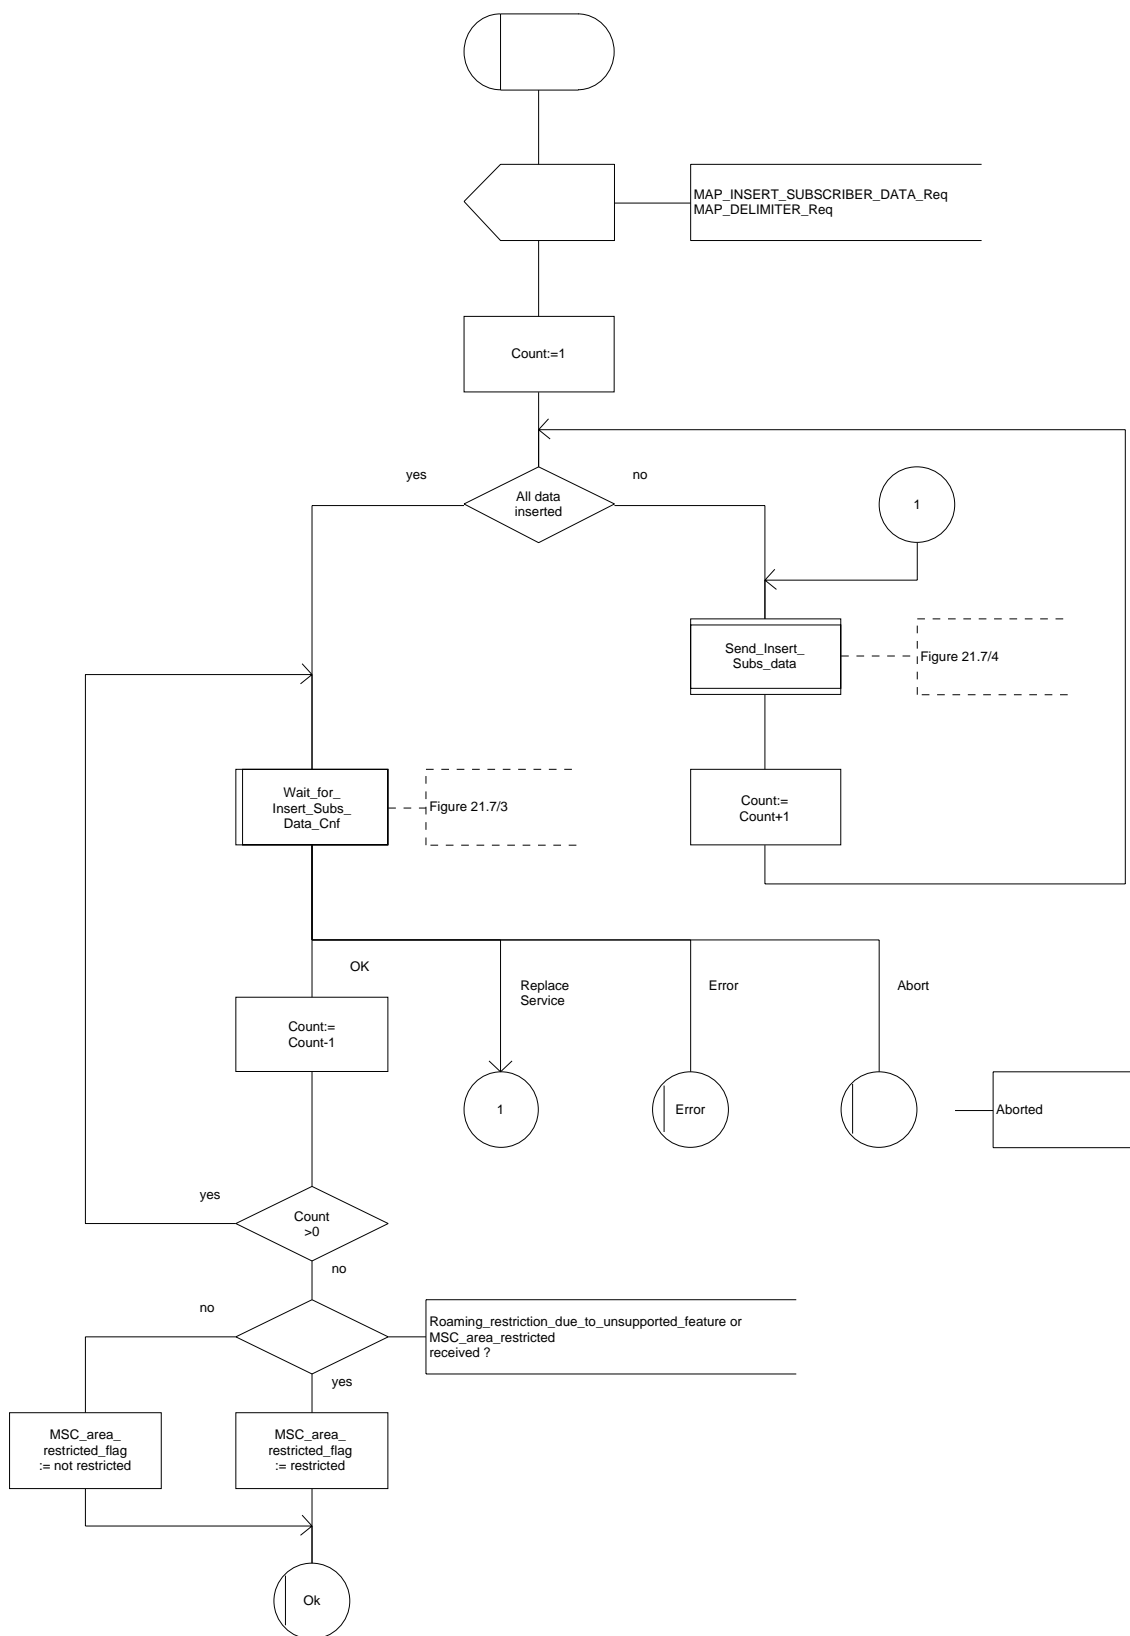 MAP_INSERT_SUBSCRIBER_DATA_Req
MAP_DELIMITER_Req
Count:=1
yes
no
All data
inserted
1
Send_Insert_
Subs_data
Figure 21.7/4
Wait_for_
Insert_Subs_
Data_Cnf
Figure 21.7/3
Count:=
Count+1
OK
Replace
Service
Error
Abort
Count:=
Count-1
1
Error
Aborted
yes
Count
>0
no
no
Roaming_restriction_due_to_unsupported_feature or
MSC_area_restricted
received ?
yes
MSC_area_
restricted_flag
:= not restricted
MSC_area_
restricted_flag
:= restricted
Ok